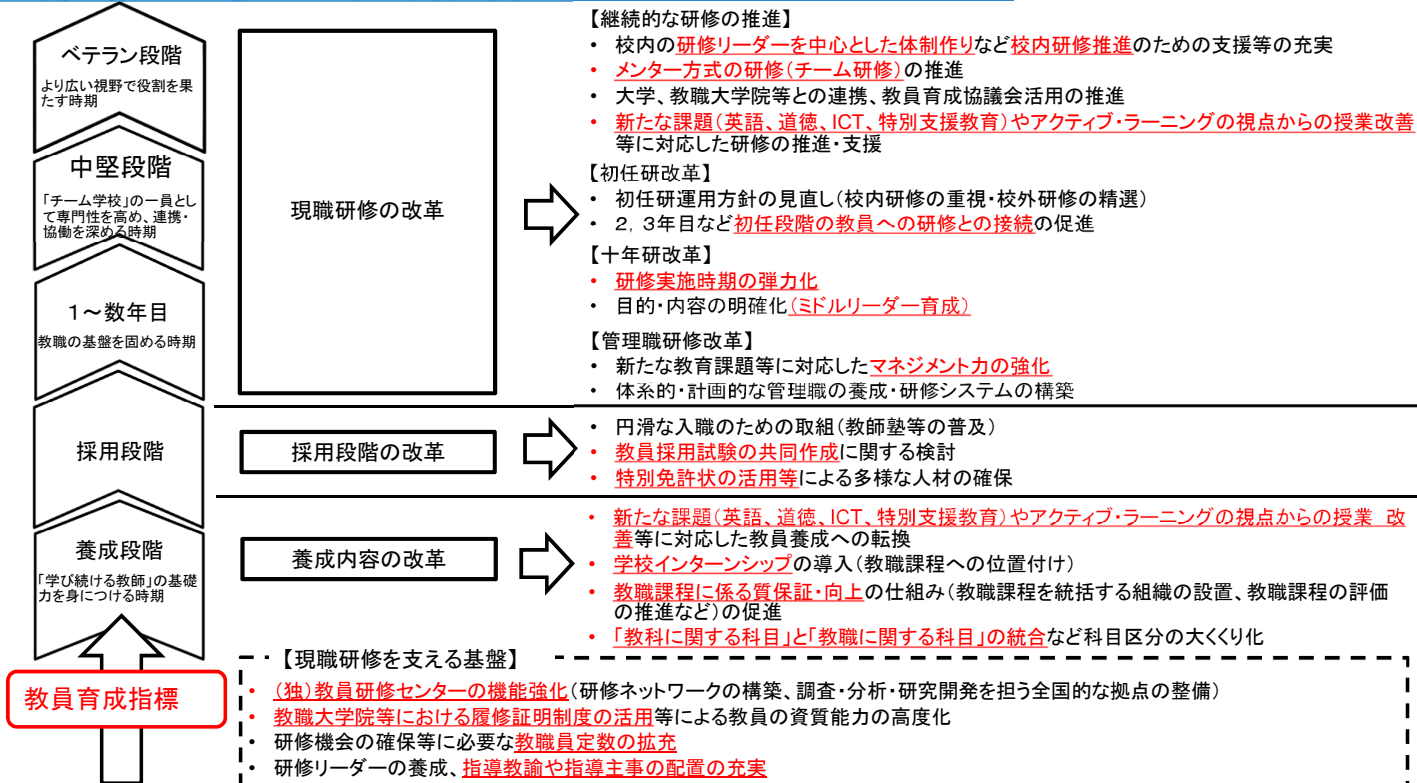 ベテラン段階
より広い視野で役割を果
たす時期
中堅段階
「チーム学校」の一員とし
て専門性を高め、連携・
協働を深める時期
1～数年目
教職の基盤を固める時期
採用段階
養成段階
「学び続ける教師」の基礎
力を身につける時期
教員育成指標
現職研修の改革
【継続的な研修の推進】
• 校内の研修リーダーを中心とした体制作りなど校内研修推進のための支援等の充実
• メンター方式の研修(チーム研修)の推進
• 大学、教職大学院等との連携、教員育成協議会活用の推進
• 新たな課題(英語、道徳、ICT、特別支援教育)やアクティブ・ラーニングの視点からの授業改善
等に対応した研修の推進・支援
【初任研改革】
• 初任研運用方針の見直し(校内研修の重視・校外研修の精選)
• 2，3年目など初任段階の教員への研修との接続の促進
【十年研改革】
• 研修実施時期の弾力化
• 目的・内容の明確化(ミドルリーダー育成)
【管理職研修改革】
• 新たな教育課題等に対応したマネジメント力の強化
• 体系的・計画的な管理職の養成・研修システムの構築
採用段階の改革
• 円滑な入職のための取組(教師塾等の普及)
• 教員採用試験の共同作成に関する検討
• 特別免許状の活用等による多様な人材の確保
養成内容の改革
• 新たな課題(英語、道徳、ICT、特別支援教育)やアクティブ・ラーニングの視点からの授業 改
善等に対応した教員養成への転換
• 学校インターンシップの導入(教職課程への位置付け)
• 教職課程に係る質保証・向上の仕組み(教職課程を統括する組織の設置、教職課程の評価
の推進など)の促進
• 「教科に関する科目」と「教職に関する科目」の統合など科目区分の大くくり化
【現職研修を支える基盤】
• (独)教員研修センターの機能強化(研修ネットワークの構築、調査・分析・研究開発を担う全国的な拠点の整備)
• 教職大学院等における履修証明制度の活用等による教員の資質能力の高度化
• 研修機会の確保等に必要な教職員定数の拡充
• 研修リーダーの養成、指導教諭や指導主事の配置の充実